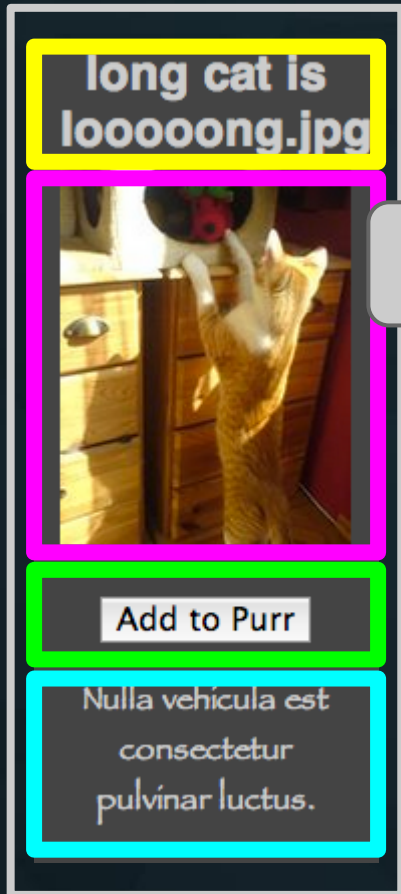 long cat is
looooong.jpg
Add to Purr
Nulla vehicula est
consectetur
pulvinar luctus.